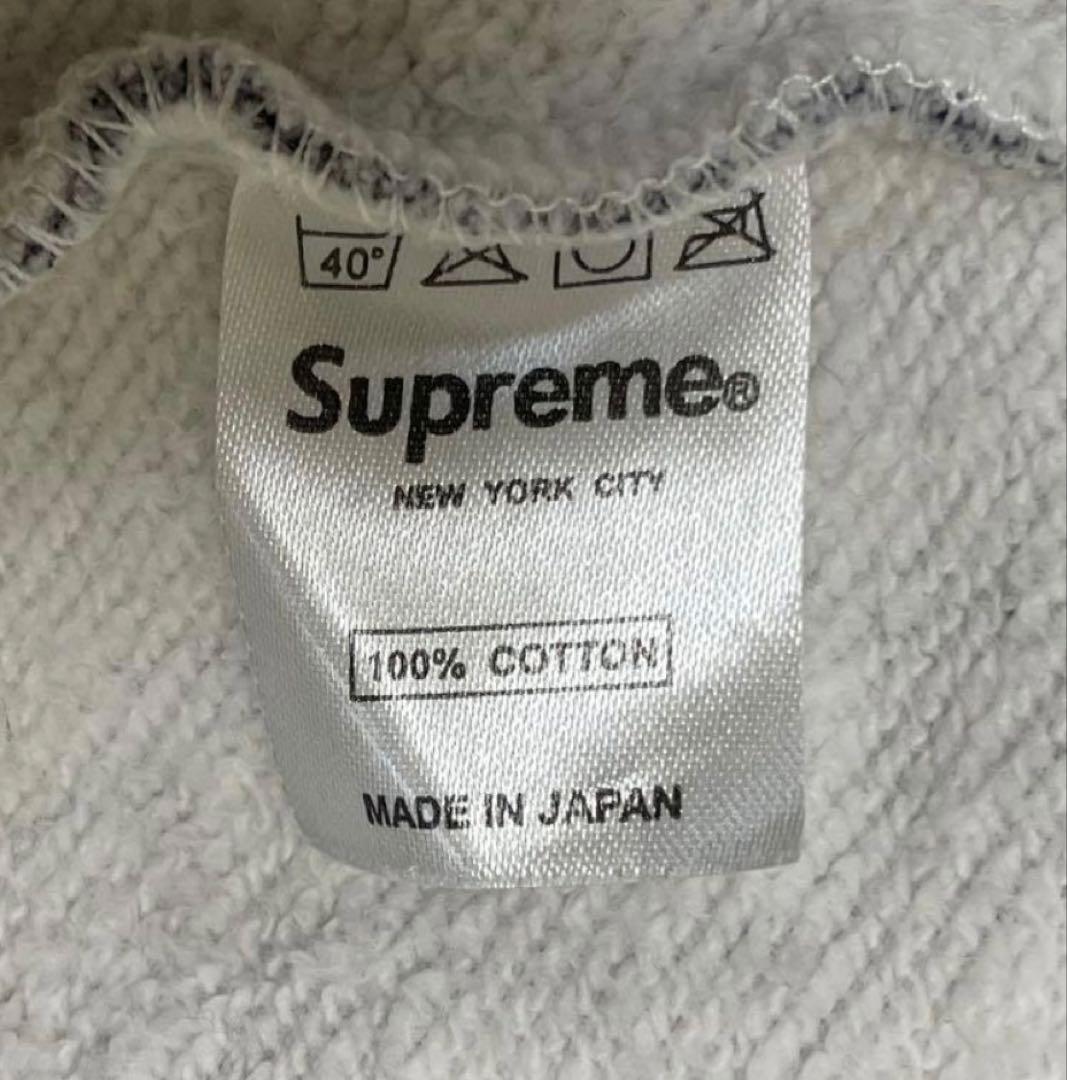 40°
Supreme®
NEW YORK CITY
100% COTTON
MADE IN JAPAN